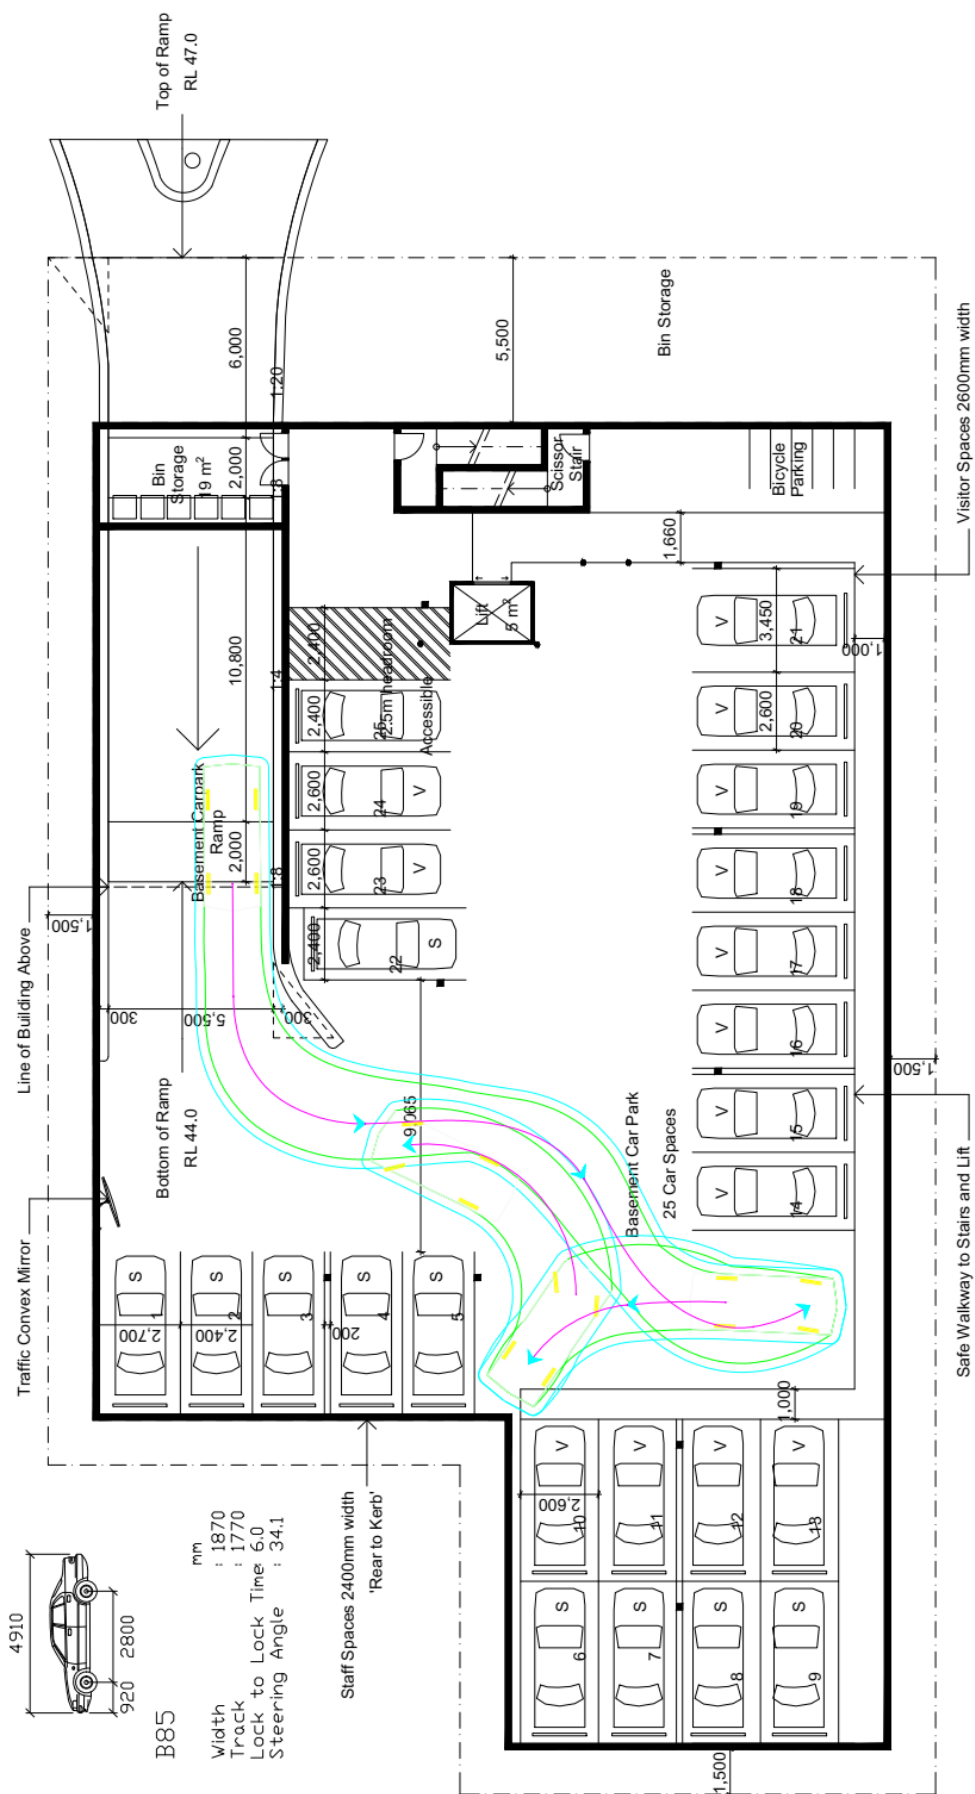 Top of Ramp
RL 47.0
6,000
1:20
5,500
Bin Storage
Bin
Storage
19 m²
2,000
1:8
Scissor
Stair
Bicycle
Parking
Visitor Spaces 2600mm width
1,660
Lift
5 m²
10,800
1:4
2,400
2.5m headroom
Accessible
2,400
25
2,600
24
V
2,600
23
V
2,400
22
S
V
3,450
21
1,000
V
2,600
20
V
19
V
18
V
17
V
16
V
15
V
14
Basement Carpark
Ramp
2,000
1:8
Line of Building Above
1,500
300
5,500
300
Bottom of Ramp
RL 44.0
9,065
Basement Car Park
25 Car Spaces
1,500
Safe Walkway to Stairs and Lift
Traffic Convex Mirror
S
1
2,700
S
2
2,400
S
3
200
S
4
S
5
1,000
V
10
2,600
V
11
V
12
V
13
S
6
S
7
S
8
S
9
1,500
Staff Spaces 2400mm width
'Rear to Kerb'
4910
920
2800
B85
mm
Width : 1870
Track : 1770
Lock to Lock Time : 6.0
Steering Angle : 34.1